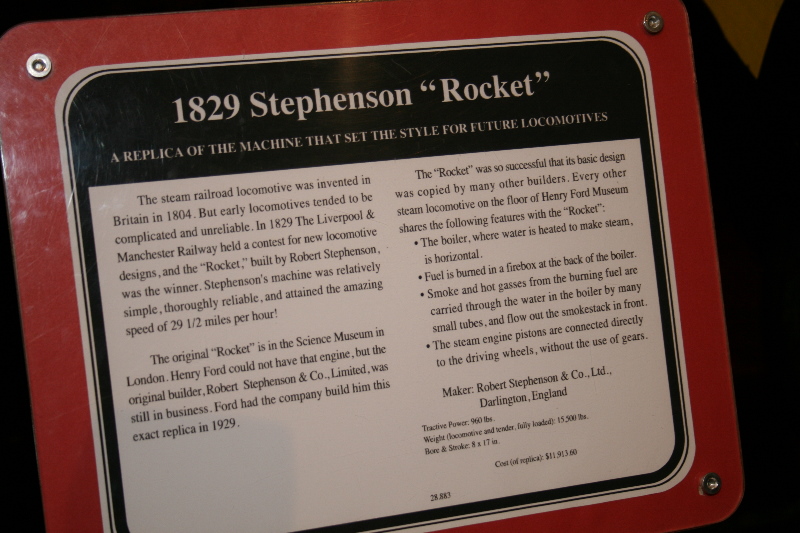 1829 Stephenson “Rocket”
A REPLICA OF THE MACHINE THAT SET THE STYLE FOR FUTURE LOCOMOTIVES
The steam railroad locomotive was invented in
Britain in 1804. But early locomotives tended to be
complicated and unreliable. In 1829 The Liverpool &
Manchester Railway held a contest for new locomotive
designs, and the “Rocket,” built by Robert Stephenson,
was the winner. Stephenson's machine was relatively
simple, thoroughly reliable, and attained the amazing
speed of 29 1/2 miles per hour!
The original “Rocket” is in the Science Museum in
London. Henry Ford could not have that engine, but the
original builder, Robert Stephenson & Co., Limited, was
still in business. Ford had the company build him this
exact replica in 1929.
The “Rocket” was so successful that its basic design
was copied by many other builders. Every other
steam locomotive on the floor of Henry Ford Museum
shares the following features with the “Rocket”:
• The boiler, where water is heated to make steam,
is horizontal.
• Fuel is burned in a firebox at the back of the boiler.
• Smoke and hot gasses from the burning fuel are
carried through the water in the boiler by many
small tubes, and flow out the smokestack in front.
• The steam engine pistons are connected directly
to the driving wheels, without the use of gears.
Maker: Robert Stephenson & Co., Ltd.,
Darlington, England
Tractive Power: 960 lbs.
Weight (locomotive and tender, fully loaded): 15,500 lbs.
Bore & Stroke: 8 x 17 in.
Cost (of replica): $11,913.60
28.883